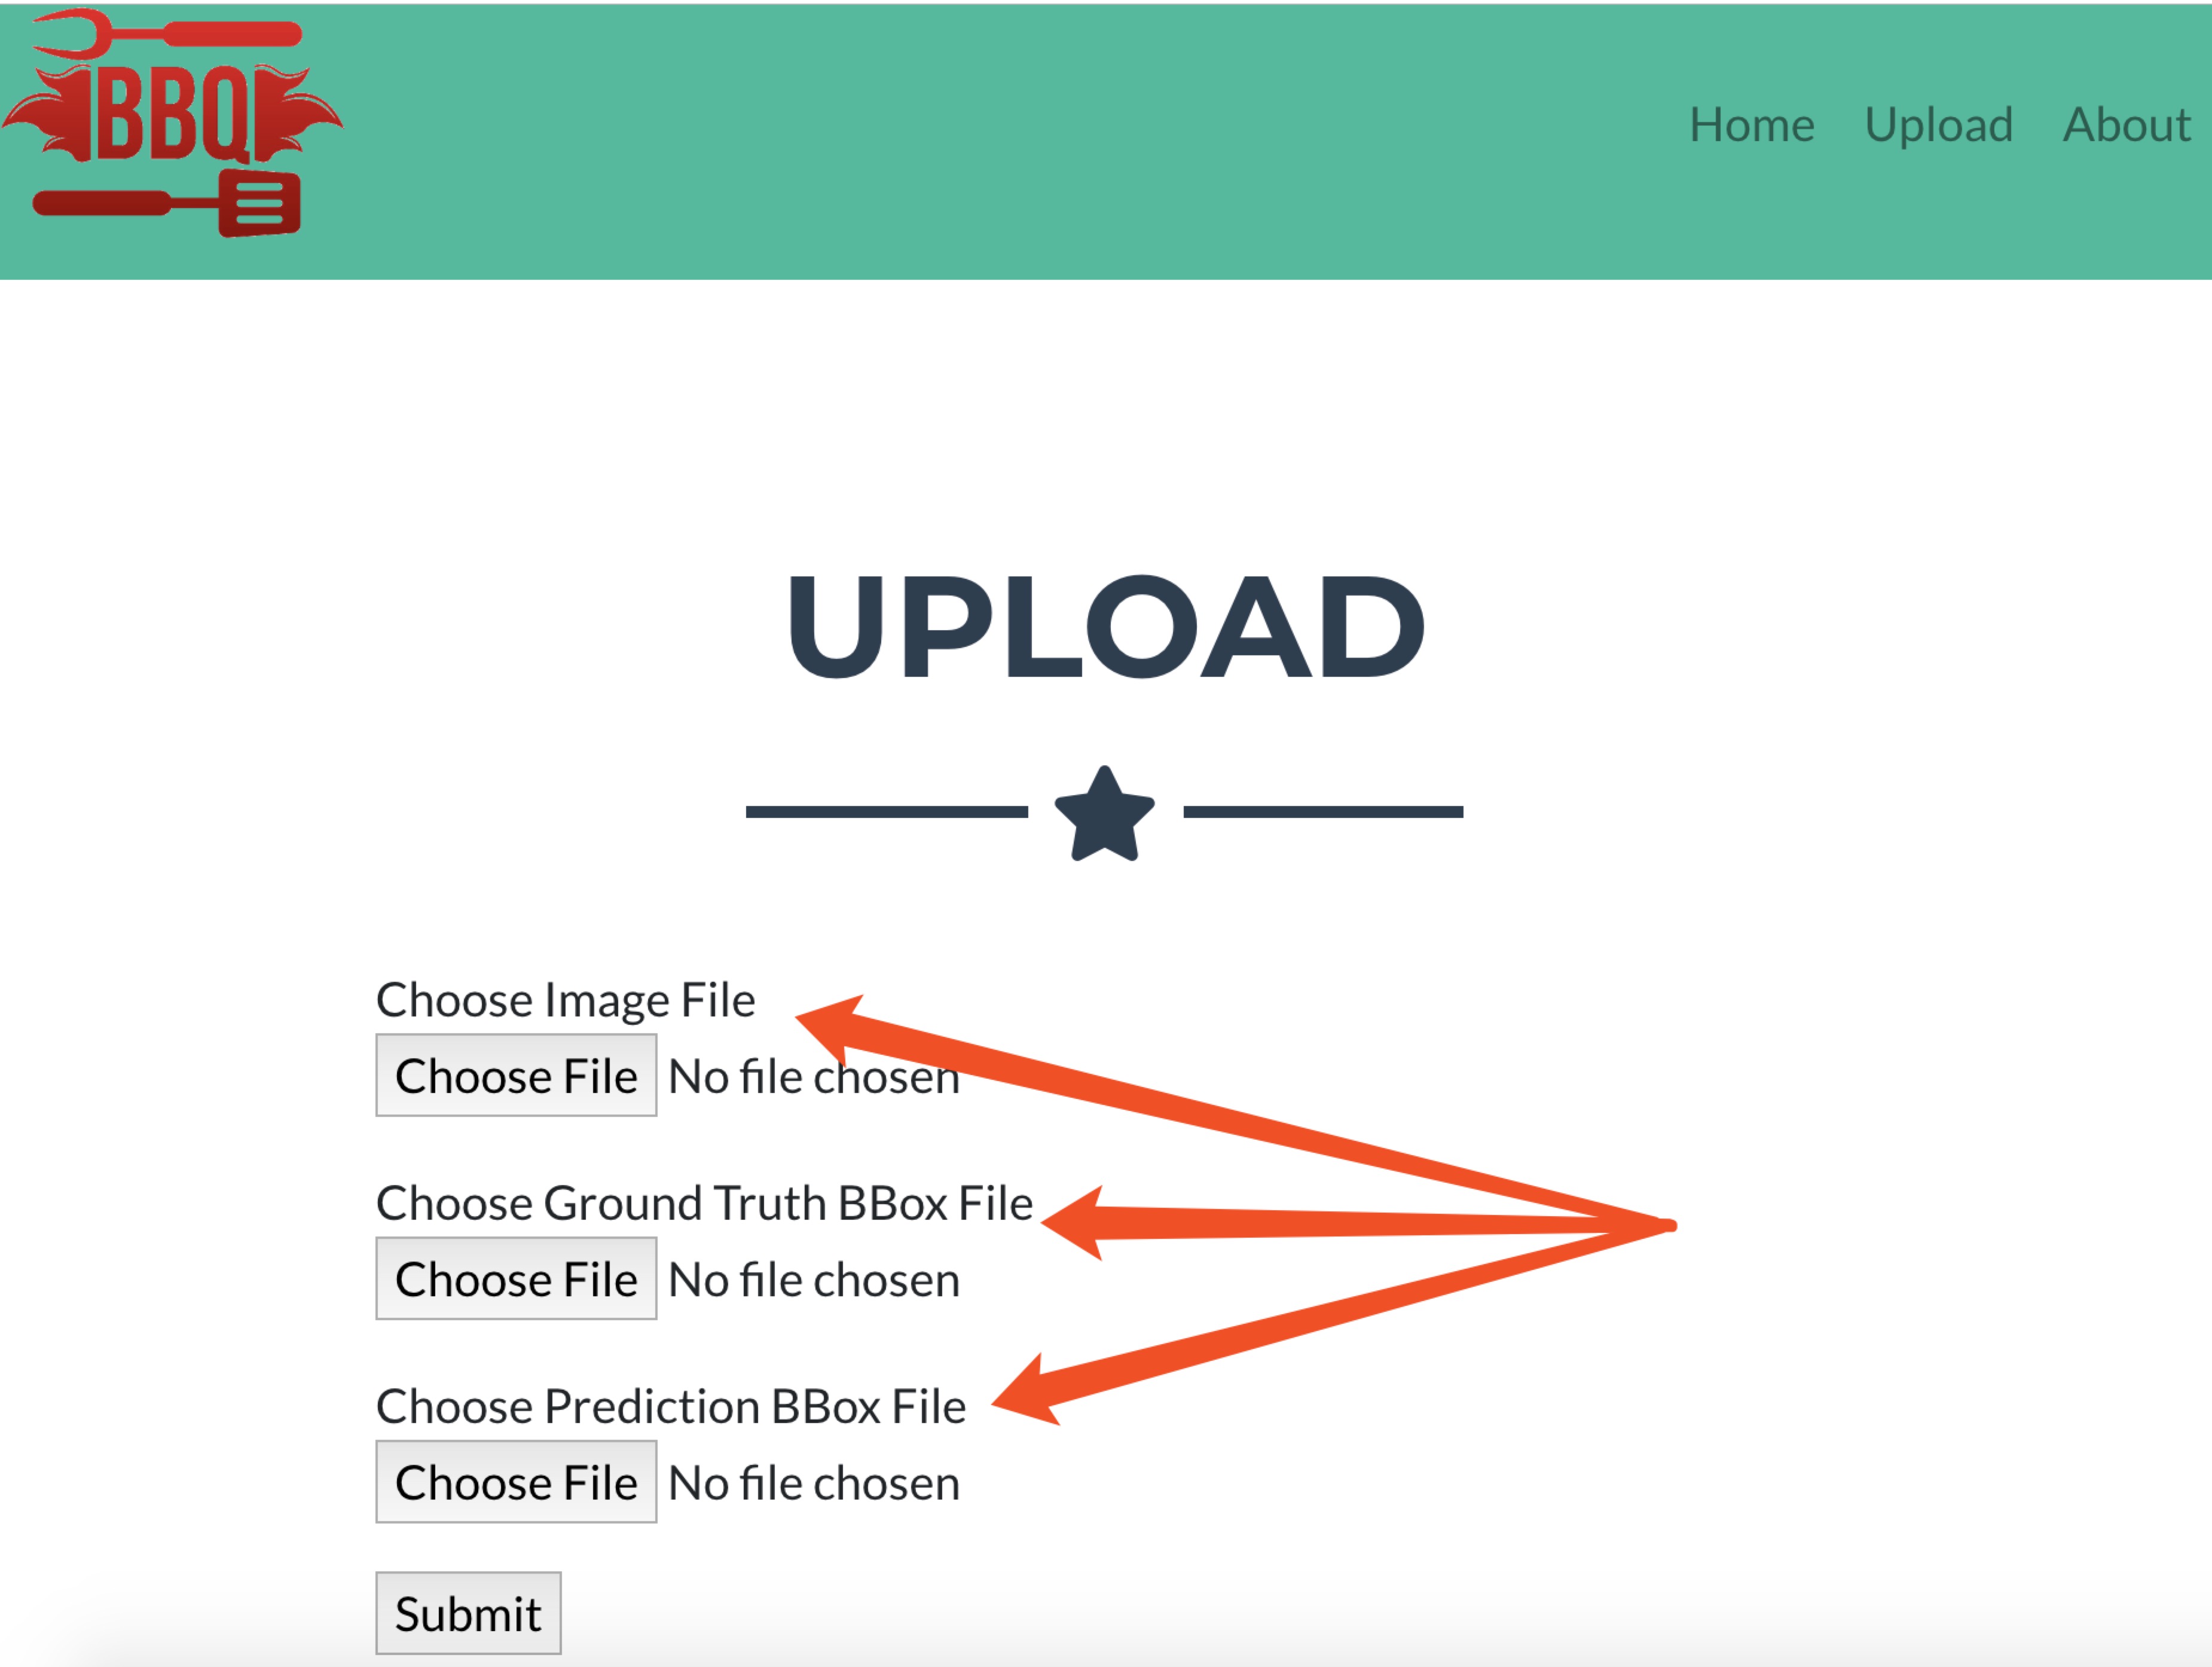 BBQ
Home Upload About
UPLOAD
Choose Image File
Choose File No file chosen
Choose Ground Truth BBox File
Choose File No file chosen
Choose Prediction BBox File
Choose File No file chosen
Submit